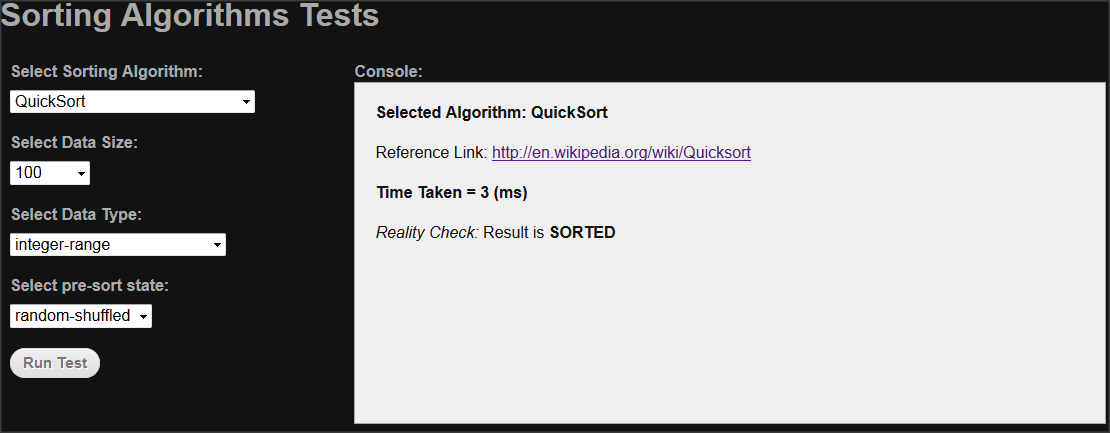 Sorting Algorithms Tests
Select Sorting Algorithm:
QuickSort
Select Data Size:
100
Select Data Type:
integer-range
Select pre-sort state:
random-shuffled
Run Test
Console:
Selected Algorithm: QuickSort
Reference Link: http://en.wikipedia.org/wiki/Quicksort
Time Taken = 3 (ms)
Reality Check: Result is SORTED